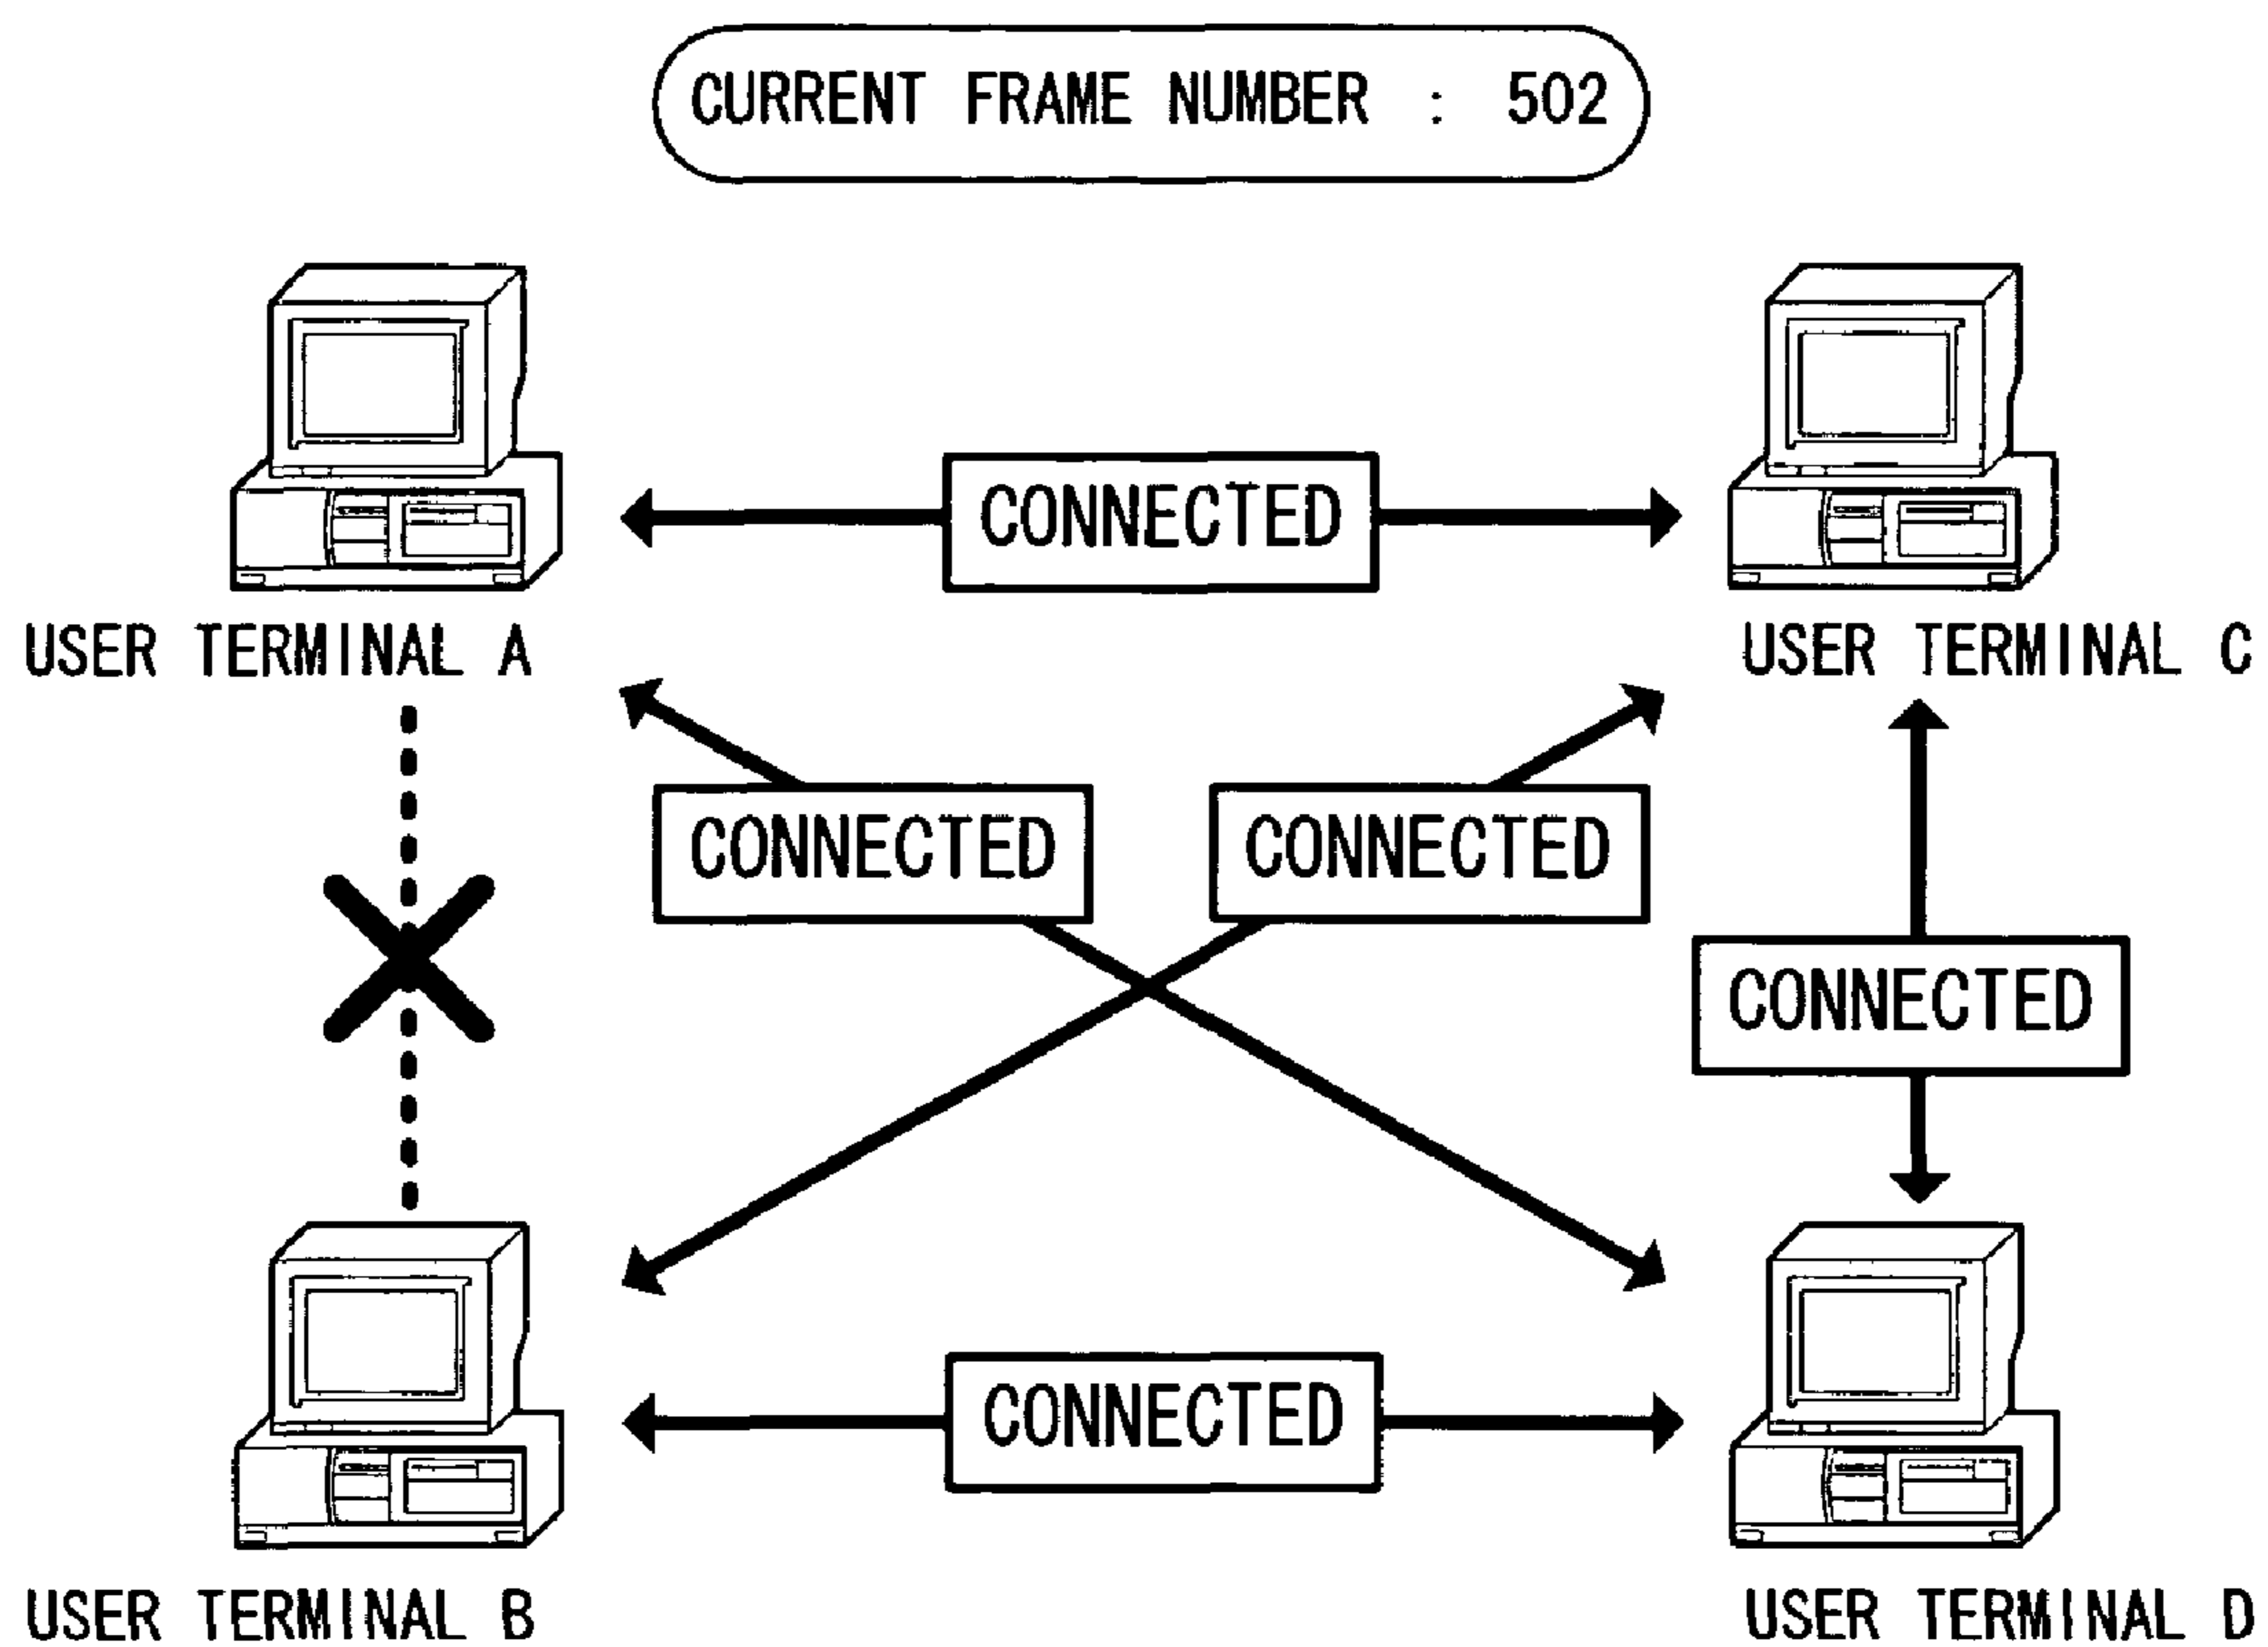 CURRENT FRAME NUMBER : 502
CONNECTED
USER TERMINAL A
USER TERMINAL C
CONNECTED
CONNECTED
CONNECTED
CONNECTED
USER TERMINAL B
USER TERMINAL D